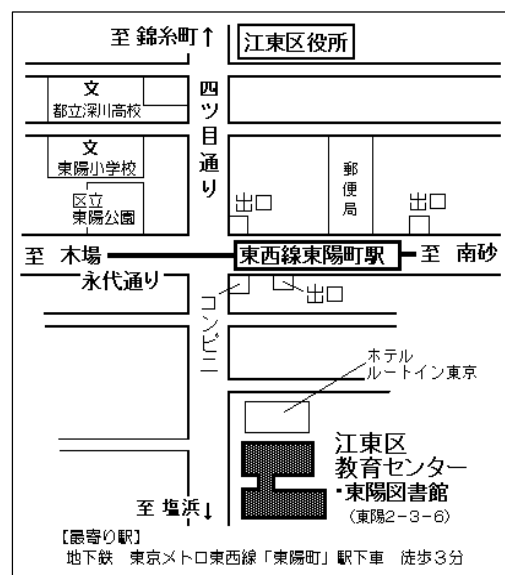 至 錦糸町↑
江東区役所
文
都立深川高校
四ツ目通り
文
東陽小学校
区立
東陽公園
出口
郵便局
出口
至 木場
東西線東陽町駅
至 南砂
永代通り
コンビニ
出口
ホテル
ルートイン東京
江東区
教育センター
・東陽図書館
(東陽2-3-6)
至 塩浜↓
【最寄り駅】
地下鉄 東京メトロ東西線「東陽町」駅下車 徒歩3分